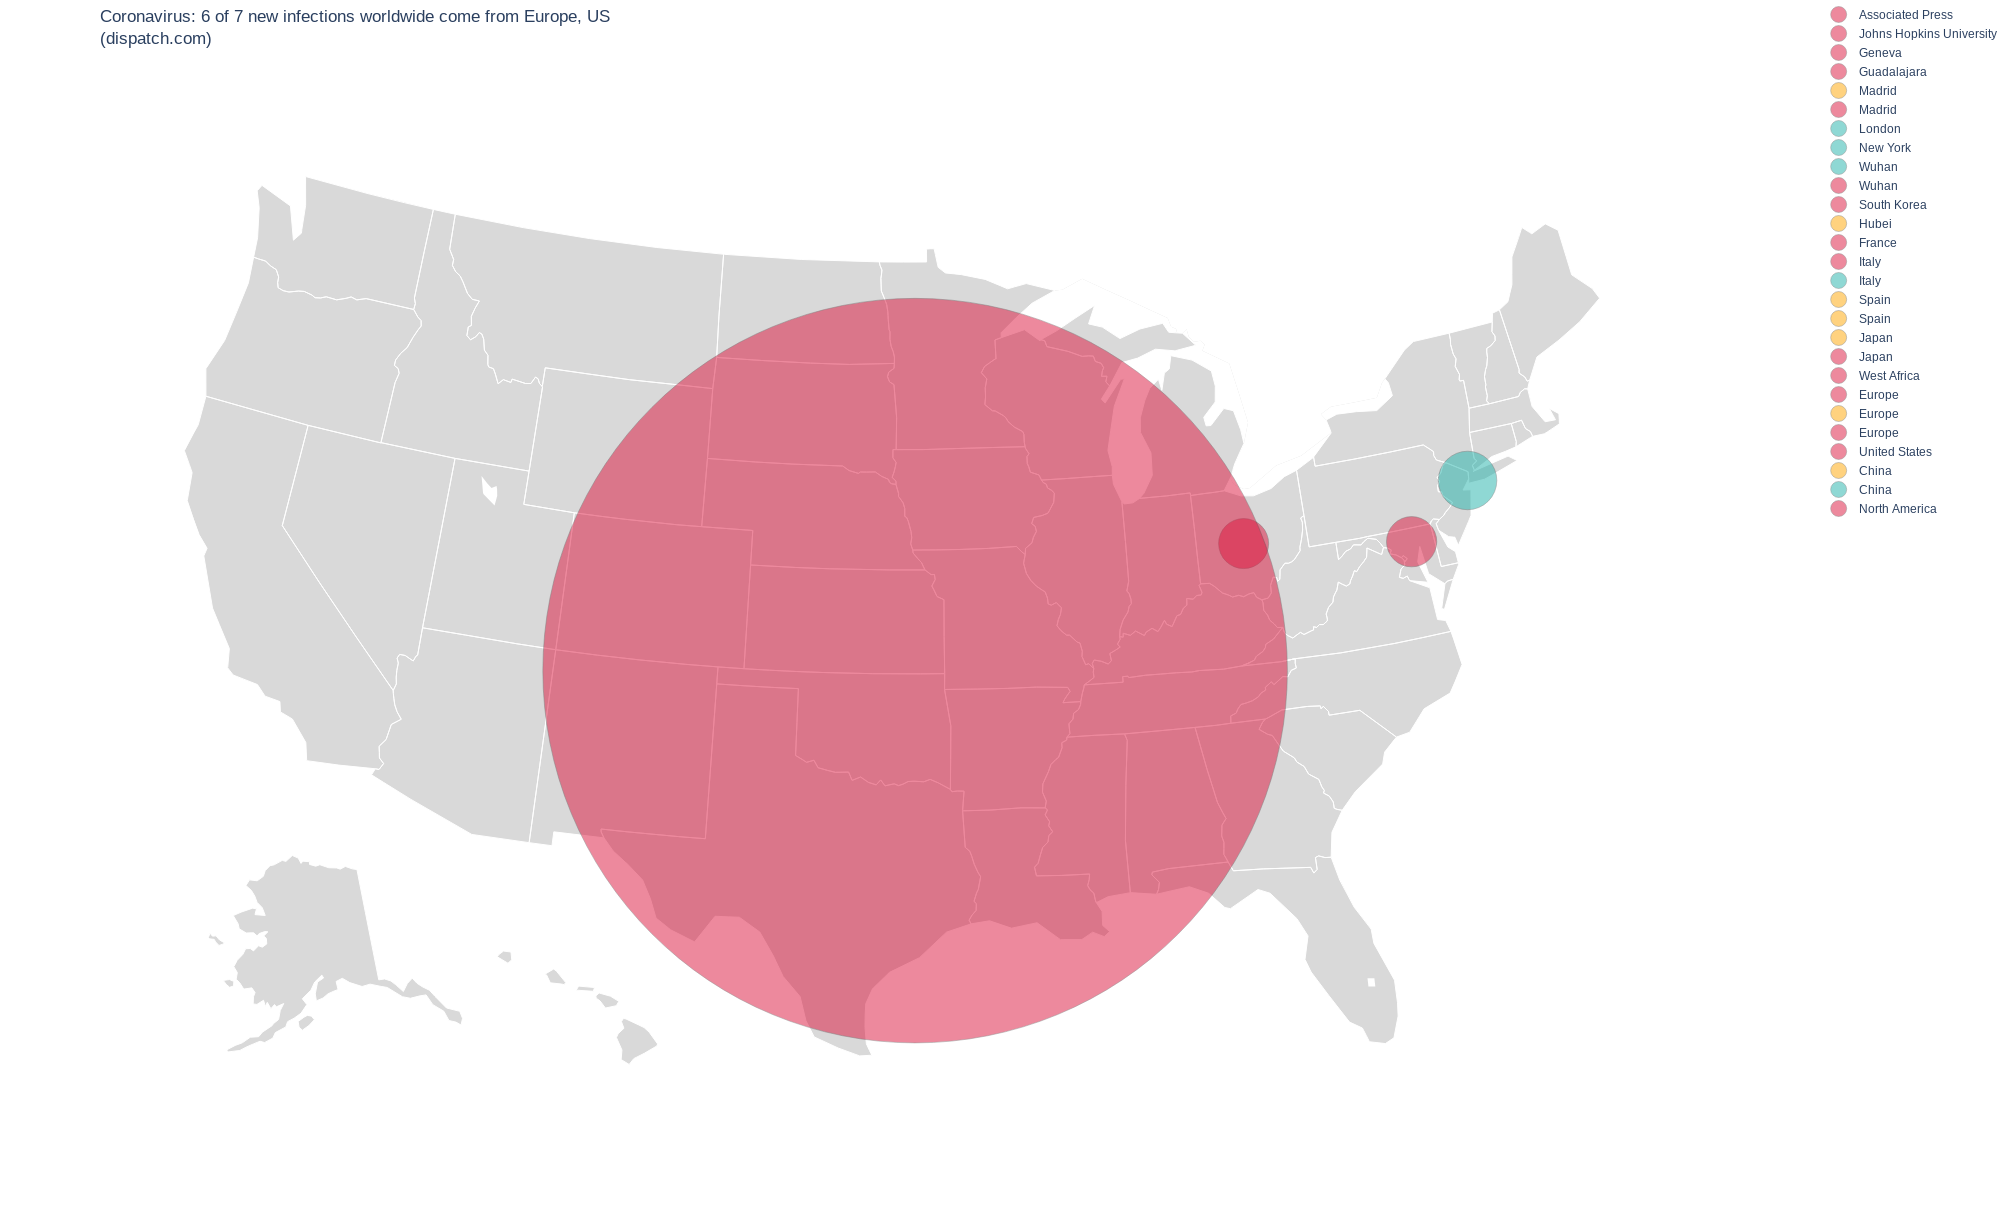 Coronavirus: 6 of 7 new infections worldwide come from Europe, US
(dispatch.com)
Associated Press
Johns Hopkins University
Geneva
Guadalajara
Madrid
Madrid
London
New York
Wuhan
Wuhan
South Korea
Hubei
France
Italy
Italy
Spain
Spain
Japan
Japan
West Africa
Europe
Europe
Europe
United States
China
China
North America